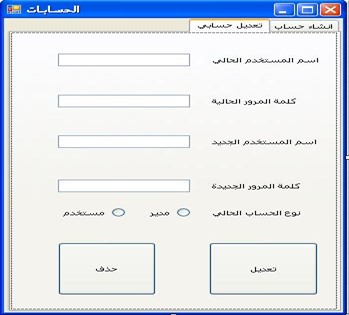 الحسابات
انشاء حساب تعديل حسابي
اسم المستخدم الحالي
كلمة المرور الحالية
اسم المستخدم الجديد
كلمة المرور الجديدة
نوع الحساب الحالي مدير مستخدم
تعديل حذف